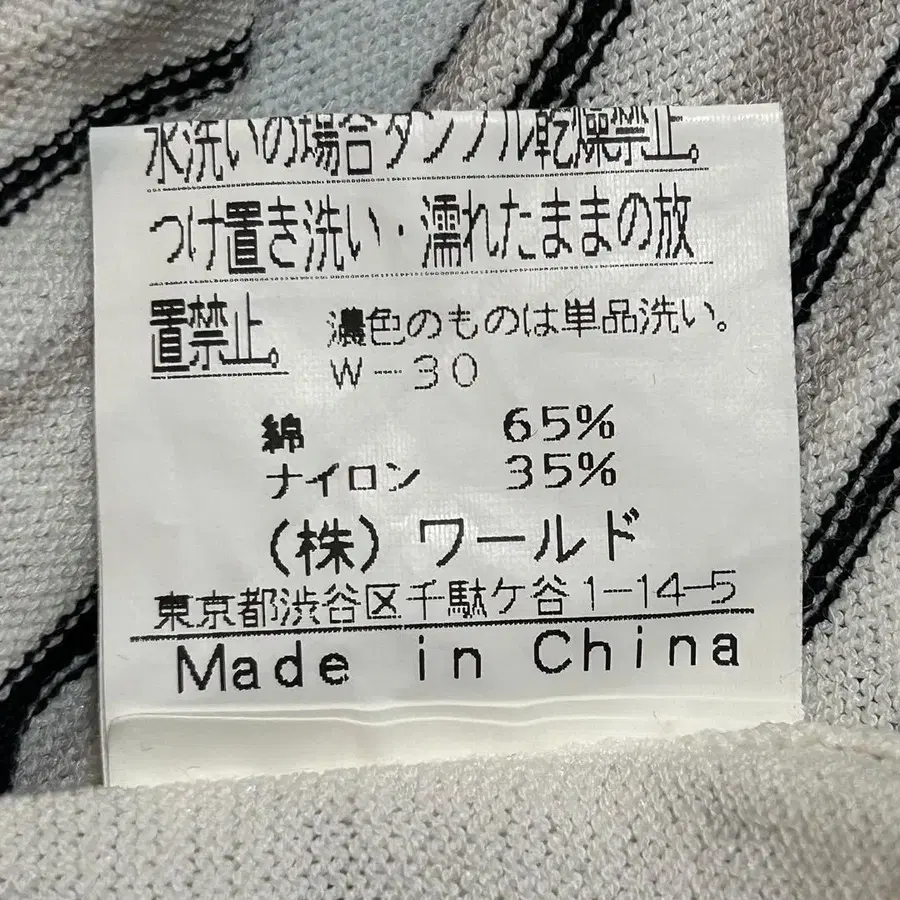 水洗いの場合タンブル乾燥禁止。
つけ置き洗い・濡れたままの放
置禁止。 濃色のものは単品洗い。
W-30
綿 65%
ナイロン 35%
(株)ワールド
東京都渋谷区千駄ケ谷1-14-5
Made in China